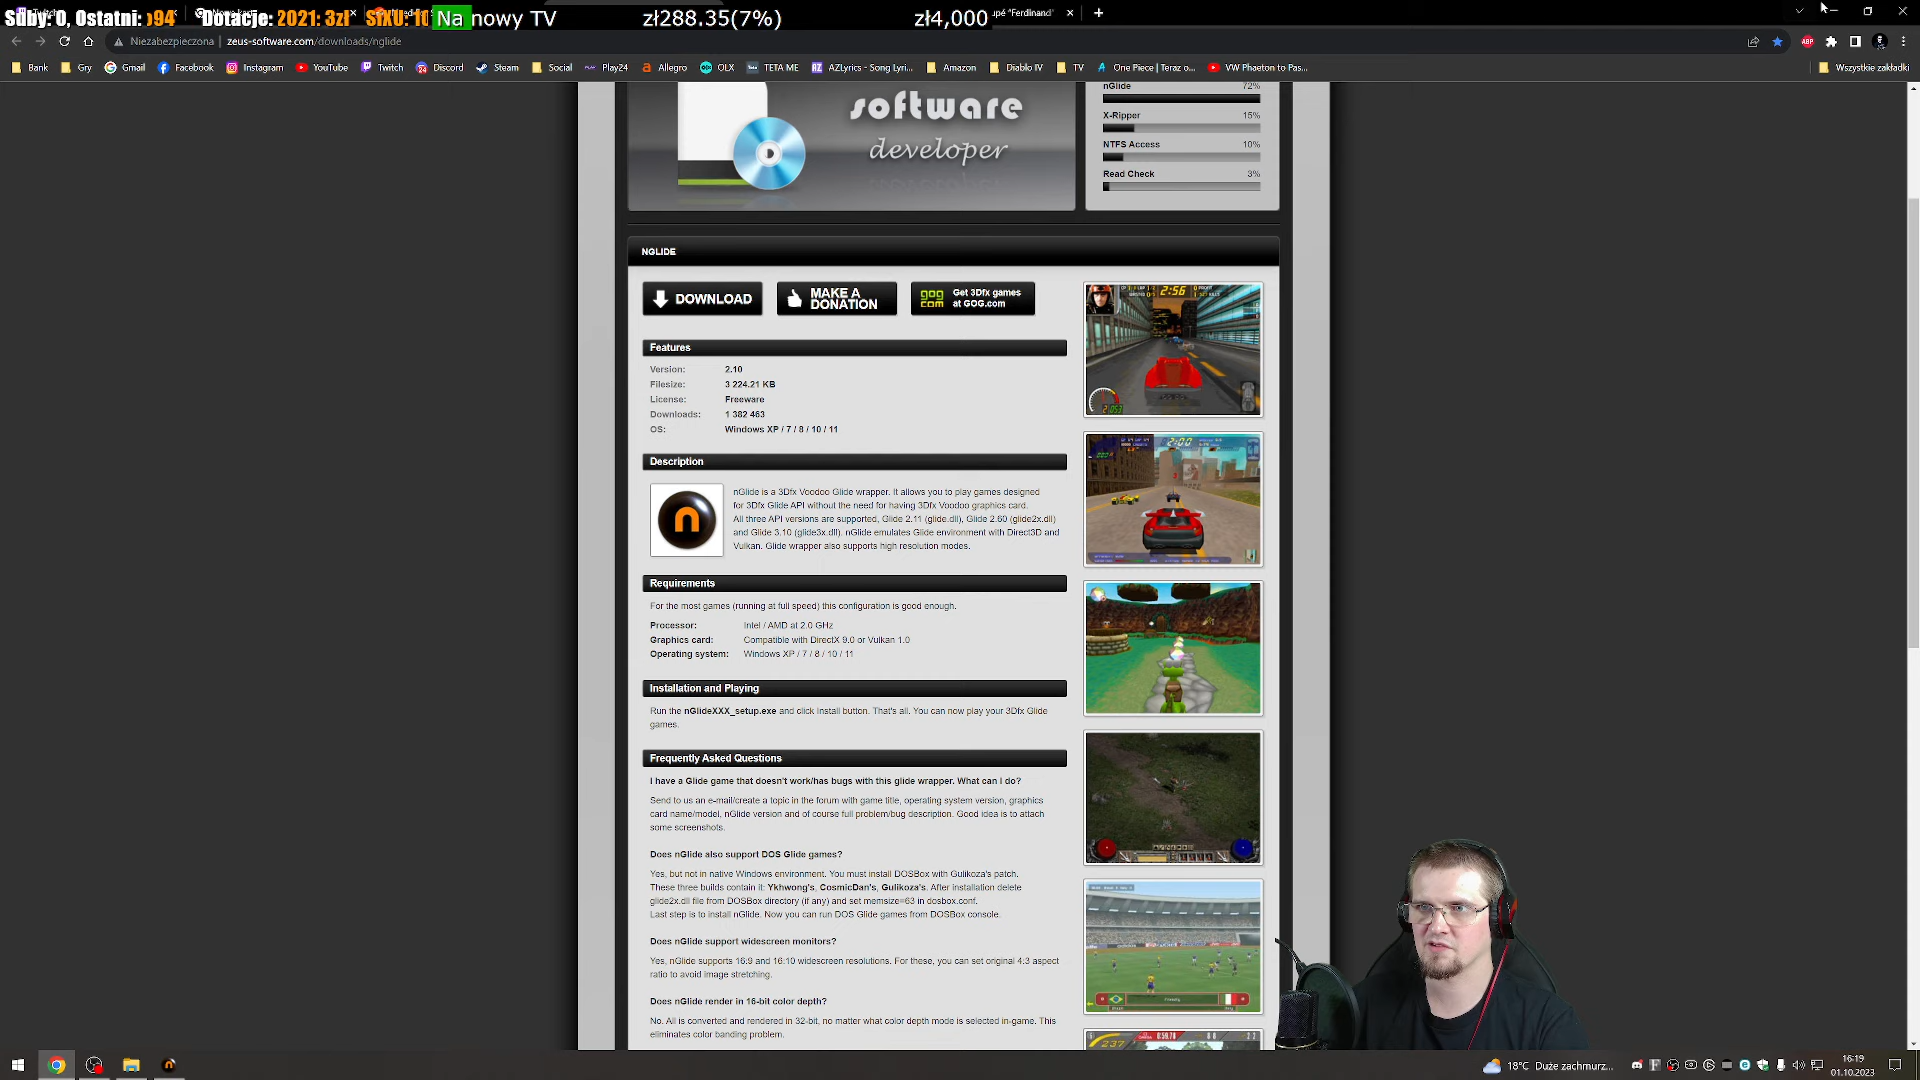 Suby: 0, Ostatni:
Dotacje: 2021: 3zł
Na nowy TV
zł288.35(7%)
zł4,000
upé "Ferdinand"
Niezabezpieczona
zeus-software.com/downloads/nglide
Bank
Gry
Gmail
Facebook
Instagram
YouTube
Twitch
Discord
Steam
Social
Play24
Allegro
OLX
TETA ME
AZLyrics - Song Lyri...
Amazon
Diablo IV
TV
One Piece | Teraz o...
VW Phaeton to Pas...
Wszystkie zakładki
software
developer
nGlide 72%
X-Ripper 15%
NTFS Access 10%
Read Check 3%
NGLIDE
DOWNLOAD
MAKE A
DONATION
gog
com
Get 3Dfx games
at GOG.com
Features
Version: 2.10
Filesize: 3 224.21 KB
License: Freeware
Downloads: 1 382 463
OS: Windows XP / 7 / 8 / 10 / 11
Description
nGlide is a 3Dfx Voodoo Glide wrapper. It allows you to play games designed
for 3Dfx Glide API without the need for having 3Dfx Voodoo graphics card.
All three API versions are supported, Glide 2.11 (glide.dll), Glide 2.60 (glide2x.dll)
and Glide 3.10 (glide3x.dll). nGlide emulates Glide environment with Direct3D and
Vulkan. Glide wrapper also supports high resolution modes.
Requirements
For the most games (running at full speed) this configuration is good enough.
Processor: Intel / AMD at 2.0 GHz
Graphics card: Compatible with DirectX 9.0 or Vulkan 1.0
Operating system: Windows XP / 7 / 8 / 10 / 11
Installation and Playing
Run the nGlideXXX_setup.exe and click install button. That's all. You can now play your 3Dfx Glide
games.
Frequently Asked Questions
I have a Glide game that doesn't work/has bugs with this glide wrapper. What can I do?
Send to us an e-mail/create a topic in the forum with game title, operating system version, graphics
card name/model, nGlide version and of course full problem/bug description. Good idea is to attach
some screenshots.
Does nGlide also support DOS Glide games?
Yes, but not in native Windows environment. You must install DOSBox with Gulikoza's patch.
These three builds contain it: Ykhwong's, CosmicDan's, Gulikoza's. After installation delete
glide2x.dll file from DOSBox directory (if any) and set memsize=63 in dosbox.conf.
Last step is to install nGlide. Now you can run DOS Glide games from DOSBox console.
Does nGlide support widescreen monitors?
Yes, nGlide supports 16:9 and 16:10 widescreen resolutions. For these, you can set original 4:3 aspect
ratio to avoid image stretching.
Does nGlide render in 16-bit color depth?
No. All is converted and rendered in 32-bit, no matter what color depth mode is selected in-game. This
eliminates color banding problem.
2:56
2:00
237
18°C Duże zachmurz...
16:19
01.10.2023